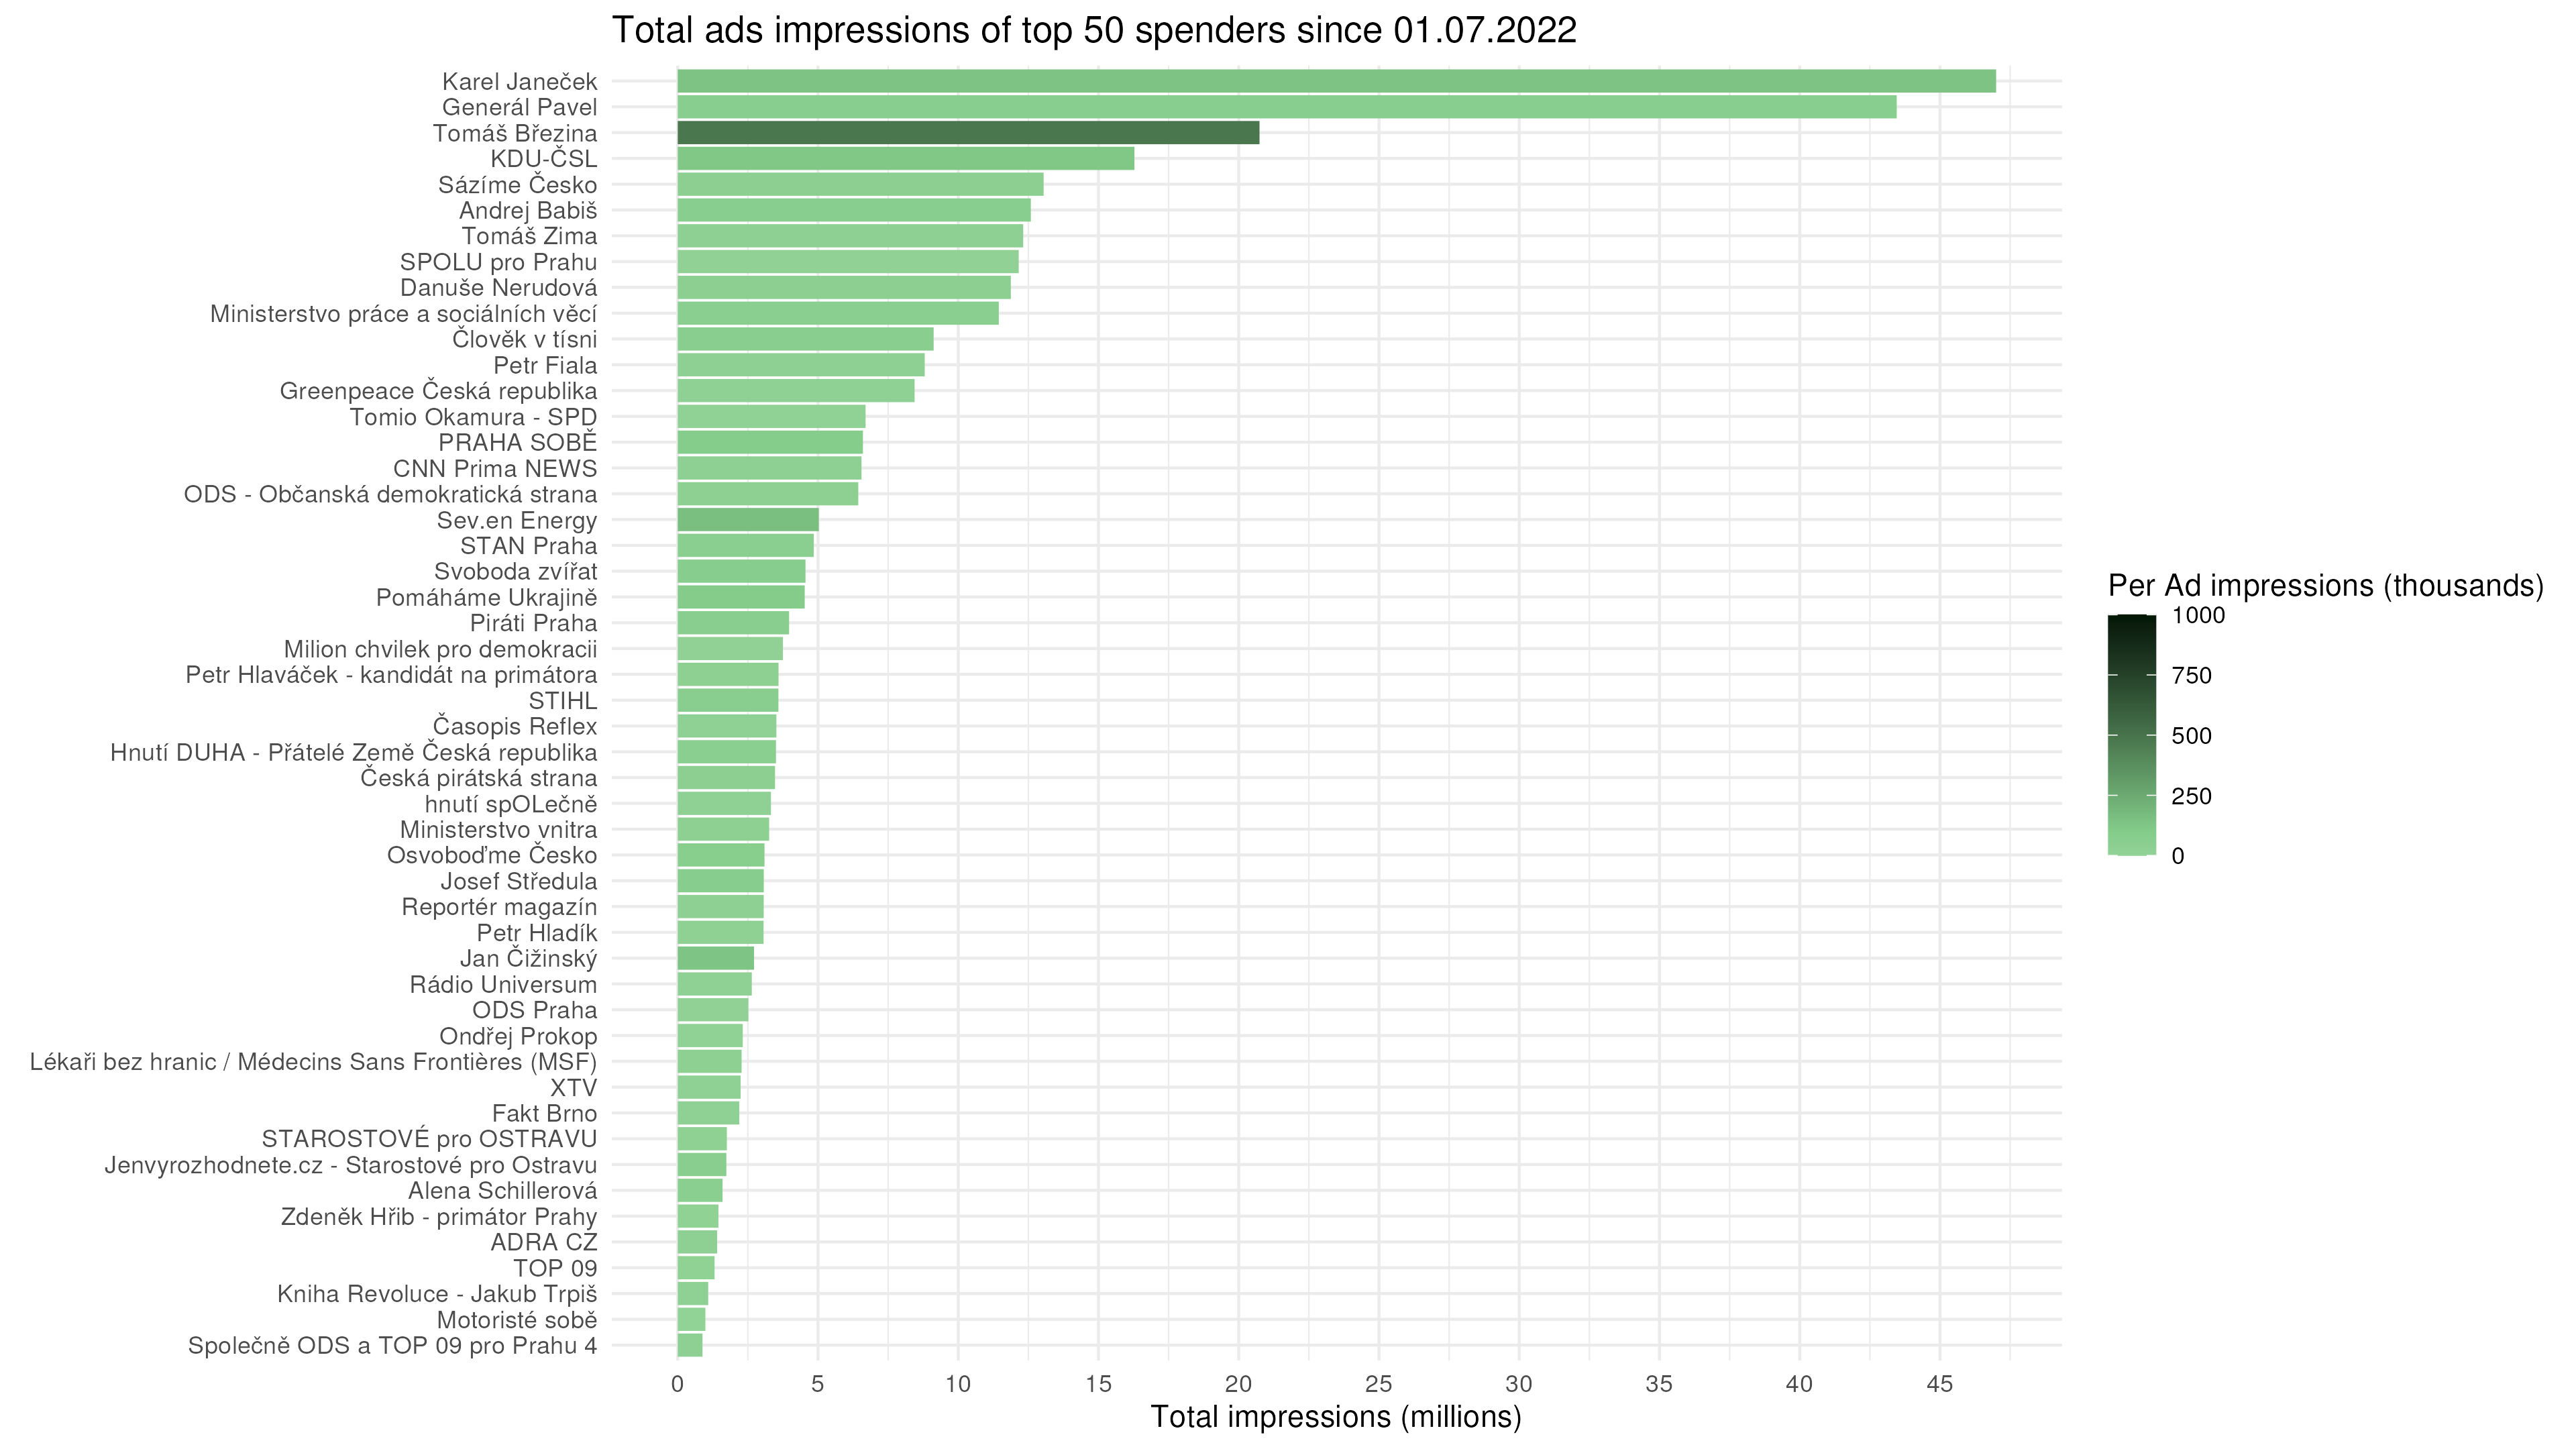 Total ads impressions of top 50 spenders since 01.07.2022
Karel Janeček
Generál Pavel
Tomáš Březina
KDU-ČSL
Sázíme Česko
Andrej Babiš
Tomáš Zima
SPOLU pro Prahu
Danuše Nerudová
Ministerstvo práce a sociálních věcí
Člověk v tísni
Petr Fiala
Greenpeace Česká republika
Tomio Okamura - SPD
PRAHA SOBĚ
CNN Prima NEWS
ODS - Občanská demokratická strana
Sev.en Energy
STAN Praha
Svoboda zvířat
Pomáháme Ukrajině
Piráti Praha
Milion chvilek pro demokracii
Petr Hlaváček - kandidát na primátora
STIHL
Časopis Reflex
Hnutí DUHA - Přátelé Země Česká republika
Česká pirátská strana
hnutí spOLečně
Ministerstvo vnitra
Osvoboďme Česko
Josef Středula
Reportér magazín
Petr Hladík
Jan Čižinský
Rádio Universum
ODS Praha
Ondřej Prokop
Lékaři bez hranic / Médecins Sans Frontières (MSF)
XTV
Fakt Brno
STAROSTOVÉ pro OSTRAVU
Jenvyrozhodnete.cz - Starostové pro Ostravu
Alena Schillerová
Zdeněk Hřib - primátor Prahy
ADRA CZ
TOP 09
Kniha Revoluce - Jakub Trpiš
Motoristé sobě
Společně ODS a TOP 09 pro Prahu 4
0 5 10 15 20 25 30 35 40 45
Total impressions (millions)
Per Ad impressions (thousands)
1000
750
500
250
0